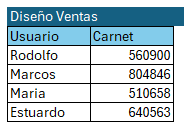 Diseño Ventas
Usuario Carnet
Rodolfo 560900
Marcos 804846
Maria 510658
Estuardo 640563